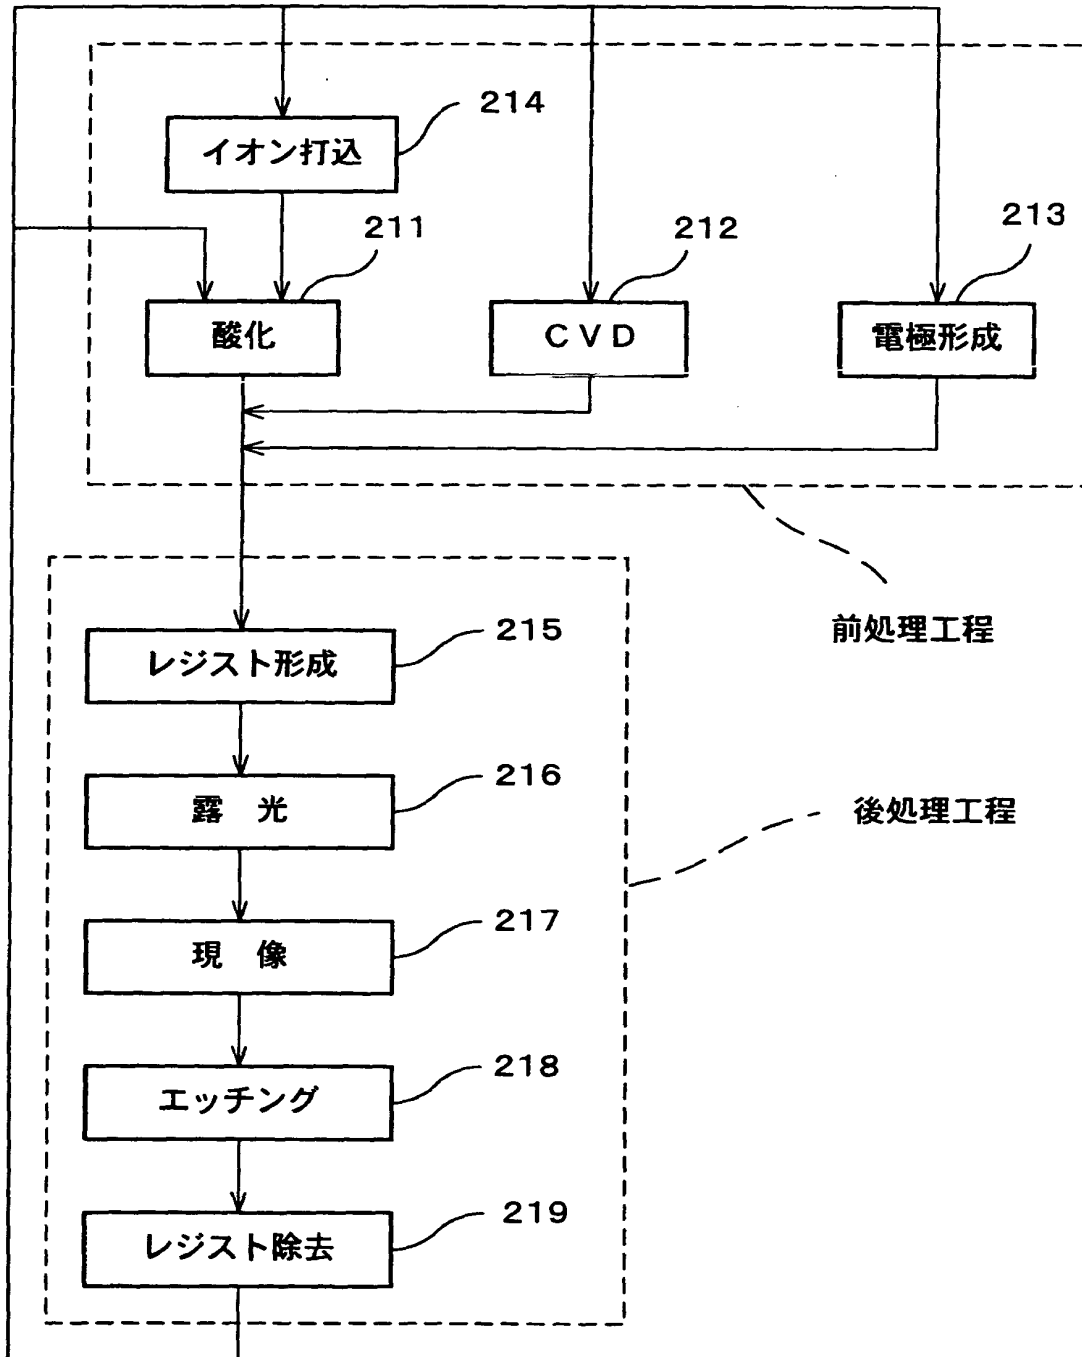 214
イオン打込
211
212
213
酸化
CVD
電極形成
215
前処理工程
レジスト形成
216
露光
後処理工程
217
現像
218
エッチング
219
レジスト除去